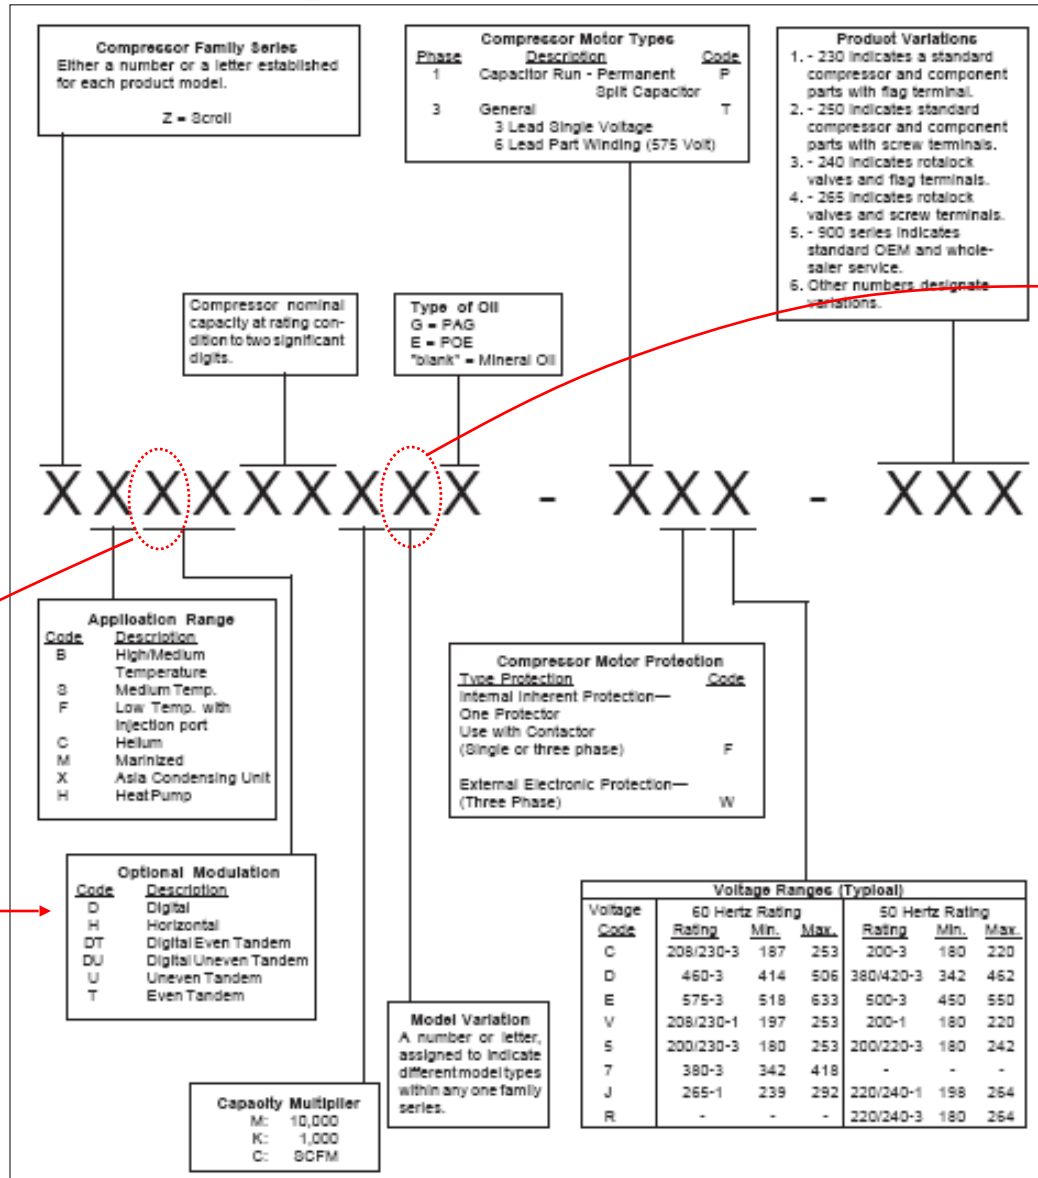 Compressor Family Series
Either a number or a letter established
for each product model.
Z = Scroll
Compressor Motor Types
Phase Description Code
1 Capacitor Run - Permanent P
Split Capacitor
3 General T
3 Lead Single Voltage
6 Lead Part Winding (575 Volt)
Product Variations
1. - 230 indicates a standard
compressor and component
parts with flag terminal.
2. - 250 indicates standard
compressor and component
parts with screw terminals.
3. - 240 indicates rotalock
valves and flag terminals.
4. - 265 indicates rotalock
valves and screw terminals.
5. - 900 series indicates
standard OEM and whole-
saler service.
6. Other numbers designate
variations.
Compressor nominal
capacity at rating con-
dition to two significant
digits.
Type of Oil
G = PAG
E = POE
"blank" = Mineral Oil
XXXXXXXXX - XXX - XXX
Application Range
Code Description
B High/Medium
Temperature
S Medium Temp.
F Low Temp. with
Injection port
C Helium
M Marinized
X Asia Condensing Unit
H Heat Pump
Compressor Motor Protection
Type Protection Code
Internal Inherent Protection—
One Protector
Use with Contactor
(Single or three phase) F
External Electronic Protection—
(Three Phase) W
Optional Modulation
Code Description
D Digital
H Horizontal
DT Digital Even Tandem
DU Digital Uneven Tandem
U Uneven Tandem
T Even Tandem
Voltage Ranges (Typical)
Voltage 60 Hertz Rating 50 Hertz Rating
Code Rating Min. Max. Rating Min. Max.
C 208/230-3 187 253 200-3 180 220
D 460-3 414 506 380/420-3 342 462
E 575-3 518 633 500-3 450 550
V 208/230-1 197 253 200-1 180 220
5 200/230-3 180 253 200/220-3 180 242
7 380-3 342 418 - - -
J 265-1 239 292 220/240-1 198 264
R - - - 220/240-3 180 264
Model Variation
A number or letter,
assigned to indicate
different model types
within any one family
series.
Capacity Multiplier
M: 10,000
K: 1,000
C: SCFM